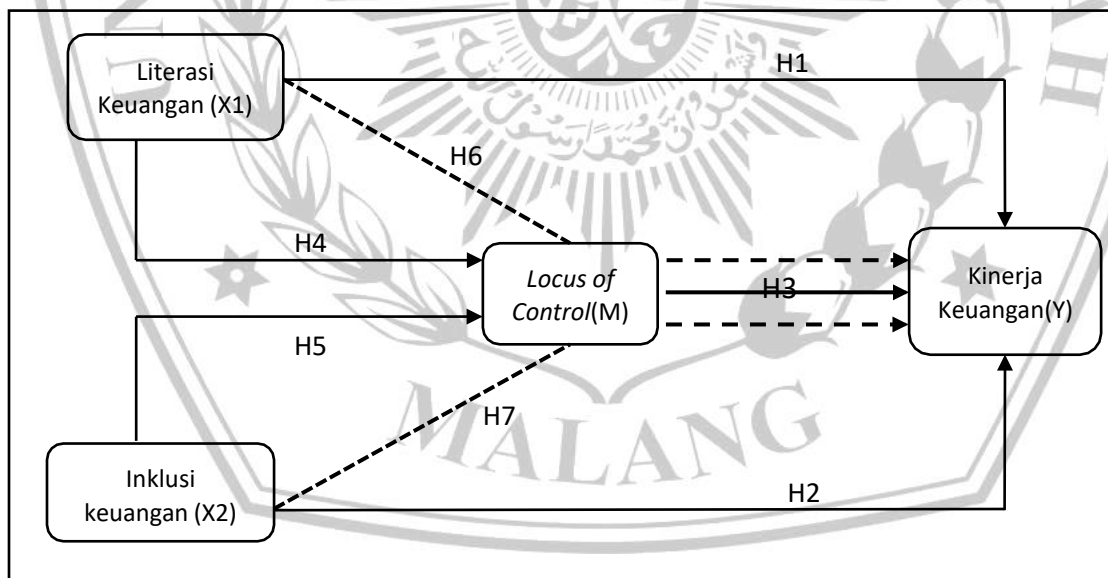 Literasi
Keuangan (X1)
H1
H6
H4
Locus of
Control(M)
H3
Kinerja
Keuangan(Y)
H5
H7
MALANG
Inklusi
keuangan (X2)
H2